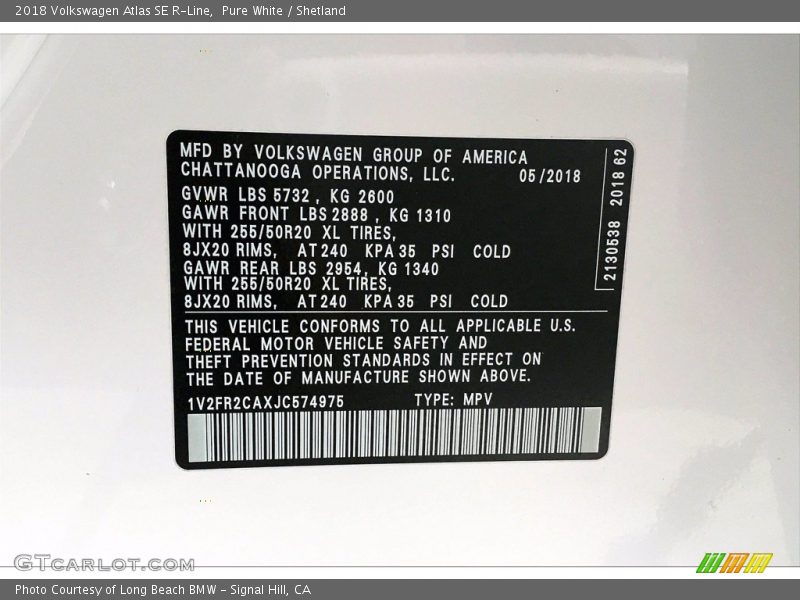 2018 Volkswagen Atlas SE R-Line,  Pure White / Shetland
MFD BY VOLKSWAGEN GROUP OF AMERICA
CHATTANOOGA OPERATIONS, LLC. 05/2018
GVWR LBS 5732 , KG 2600
GAWR FRONT LBS 2888 , KG 1310
WITH 255/50R20 XL TIRES,
8JX20 RIMS, AT 240 KPA 35 PSI COLD
GAWR REAR LBS 2954, KG 1340
WITH 255/50R20 XL TIRES,
8JX20 RIMS, AT 240 KPA 35 PSI COLD
THIS VEHICLE CONFORMS TO ALL APPLICABLE U.S.
FEDERAL MOTOR VEHICLE SAFETY AND
THEFT PREVENTION STANDARDS IN EFFECT ON
THE DATE OF MANUFACTURE SHOWN ABOVE.
1V2FR2CAXJC574975 TYPE: MPV
2130538 2018 62
GTCARLOT.COM
Photo Courtesy of Long Beach BMW - Signal Hill, CA